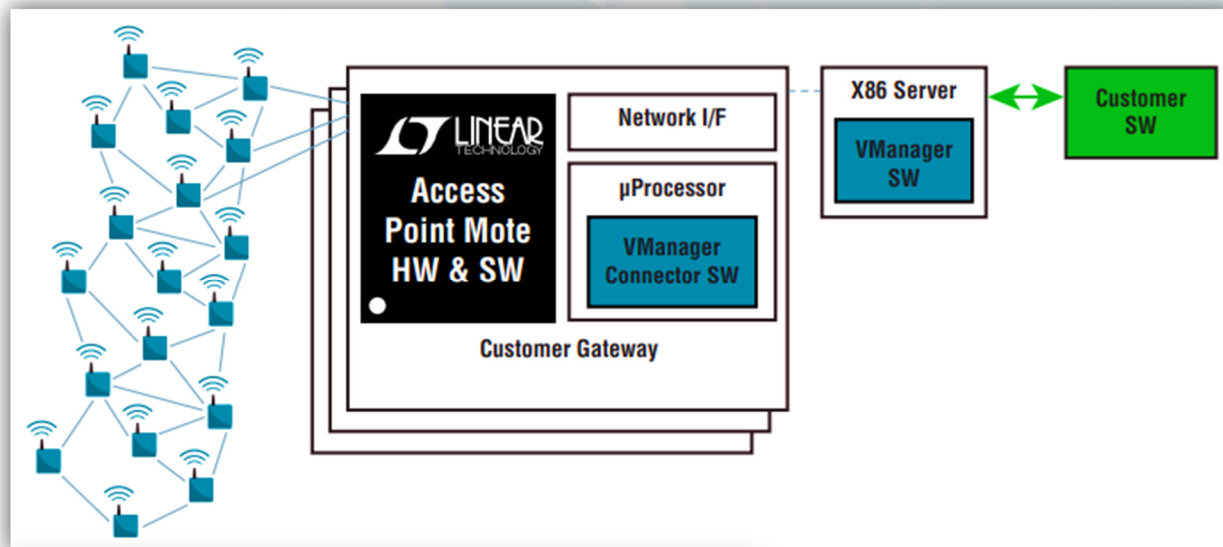 LINEAR
TECHNOLOGY
Access
Point Mote
HW & SW
Network I/F
µProcessor
VManager
Connector SW
Customer Gateway
X86 Server
VManager
SW
Customer
SW